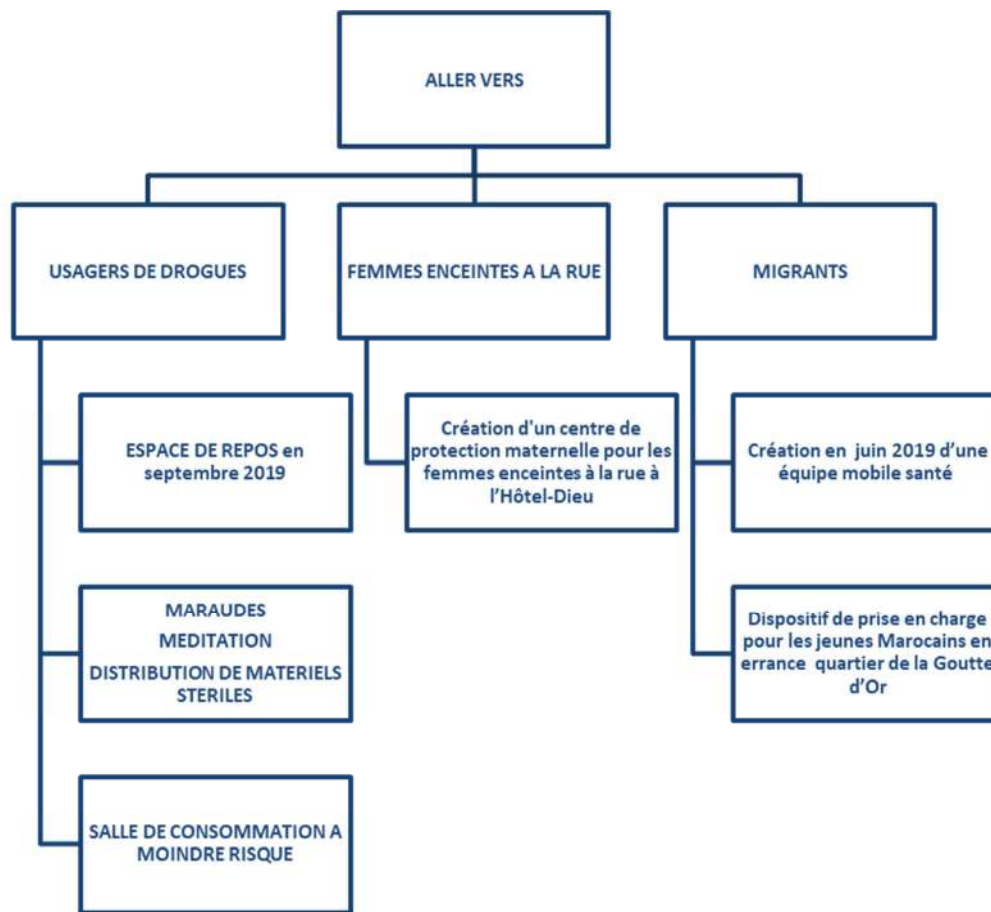 ALLER VERS
USAGERS DE DROGUES
FEMMES ENCEINTES A LA RUE
MIGRANTS
ESPACE DE REPOS en
septembre 2019
MARAUDES
MEDITATION
DISTRIBUTION DE MATERIELS
STERILES
SALLE DE CONSOMMATION A
MOINDRE RISQUE
Création d'un centre de
protection maternelle pour les
femmes enceintes à la rue à
l’Hôtel-Dieu
Création en juin 2019 d’une
équipe mobile santé
Dispositif de prise en charge
pour les jeunes Marocains en
errance quartier de la Goutte
d’Or